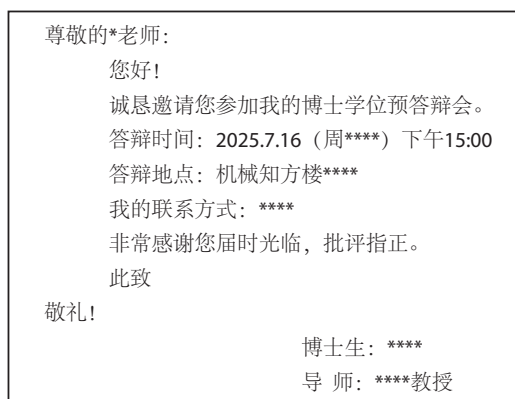 尊敬的*老师：
您好！
诚恳邀请您参加我的博士学位预答辩会。
答辩时间：2025.7.16（周****）下午15:00
答辩地点：机械知方楼****
我的联系方式：****
非常感谢您届时光临，批评指正。
此致
敬礼！
博士生：****
导 师：****教授